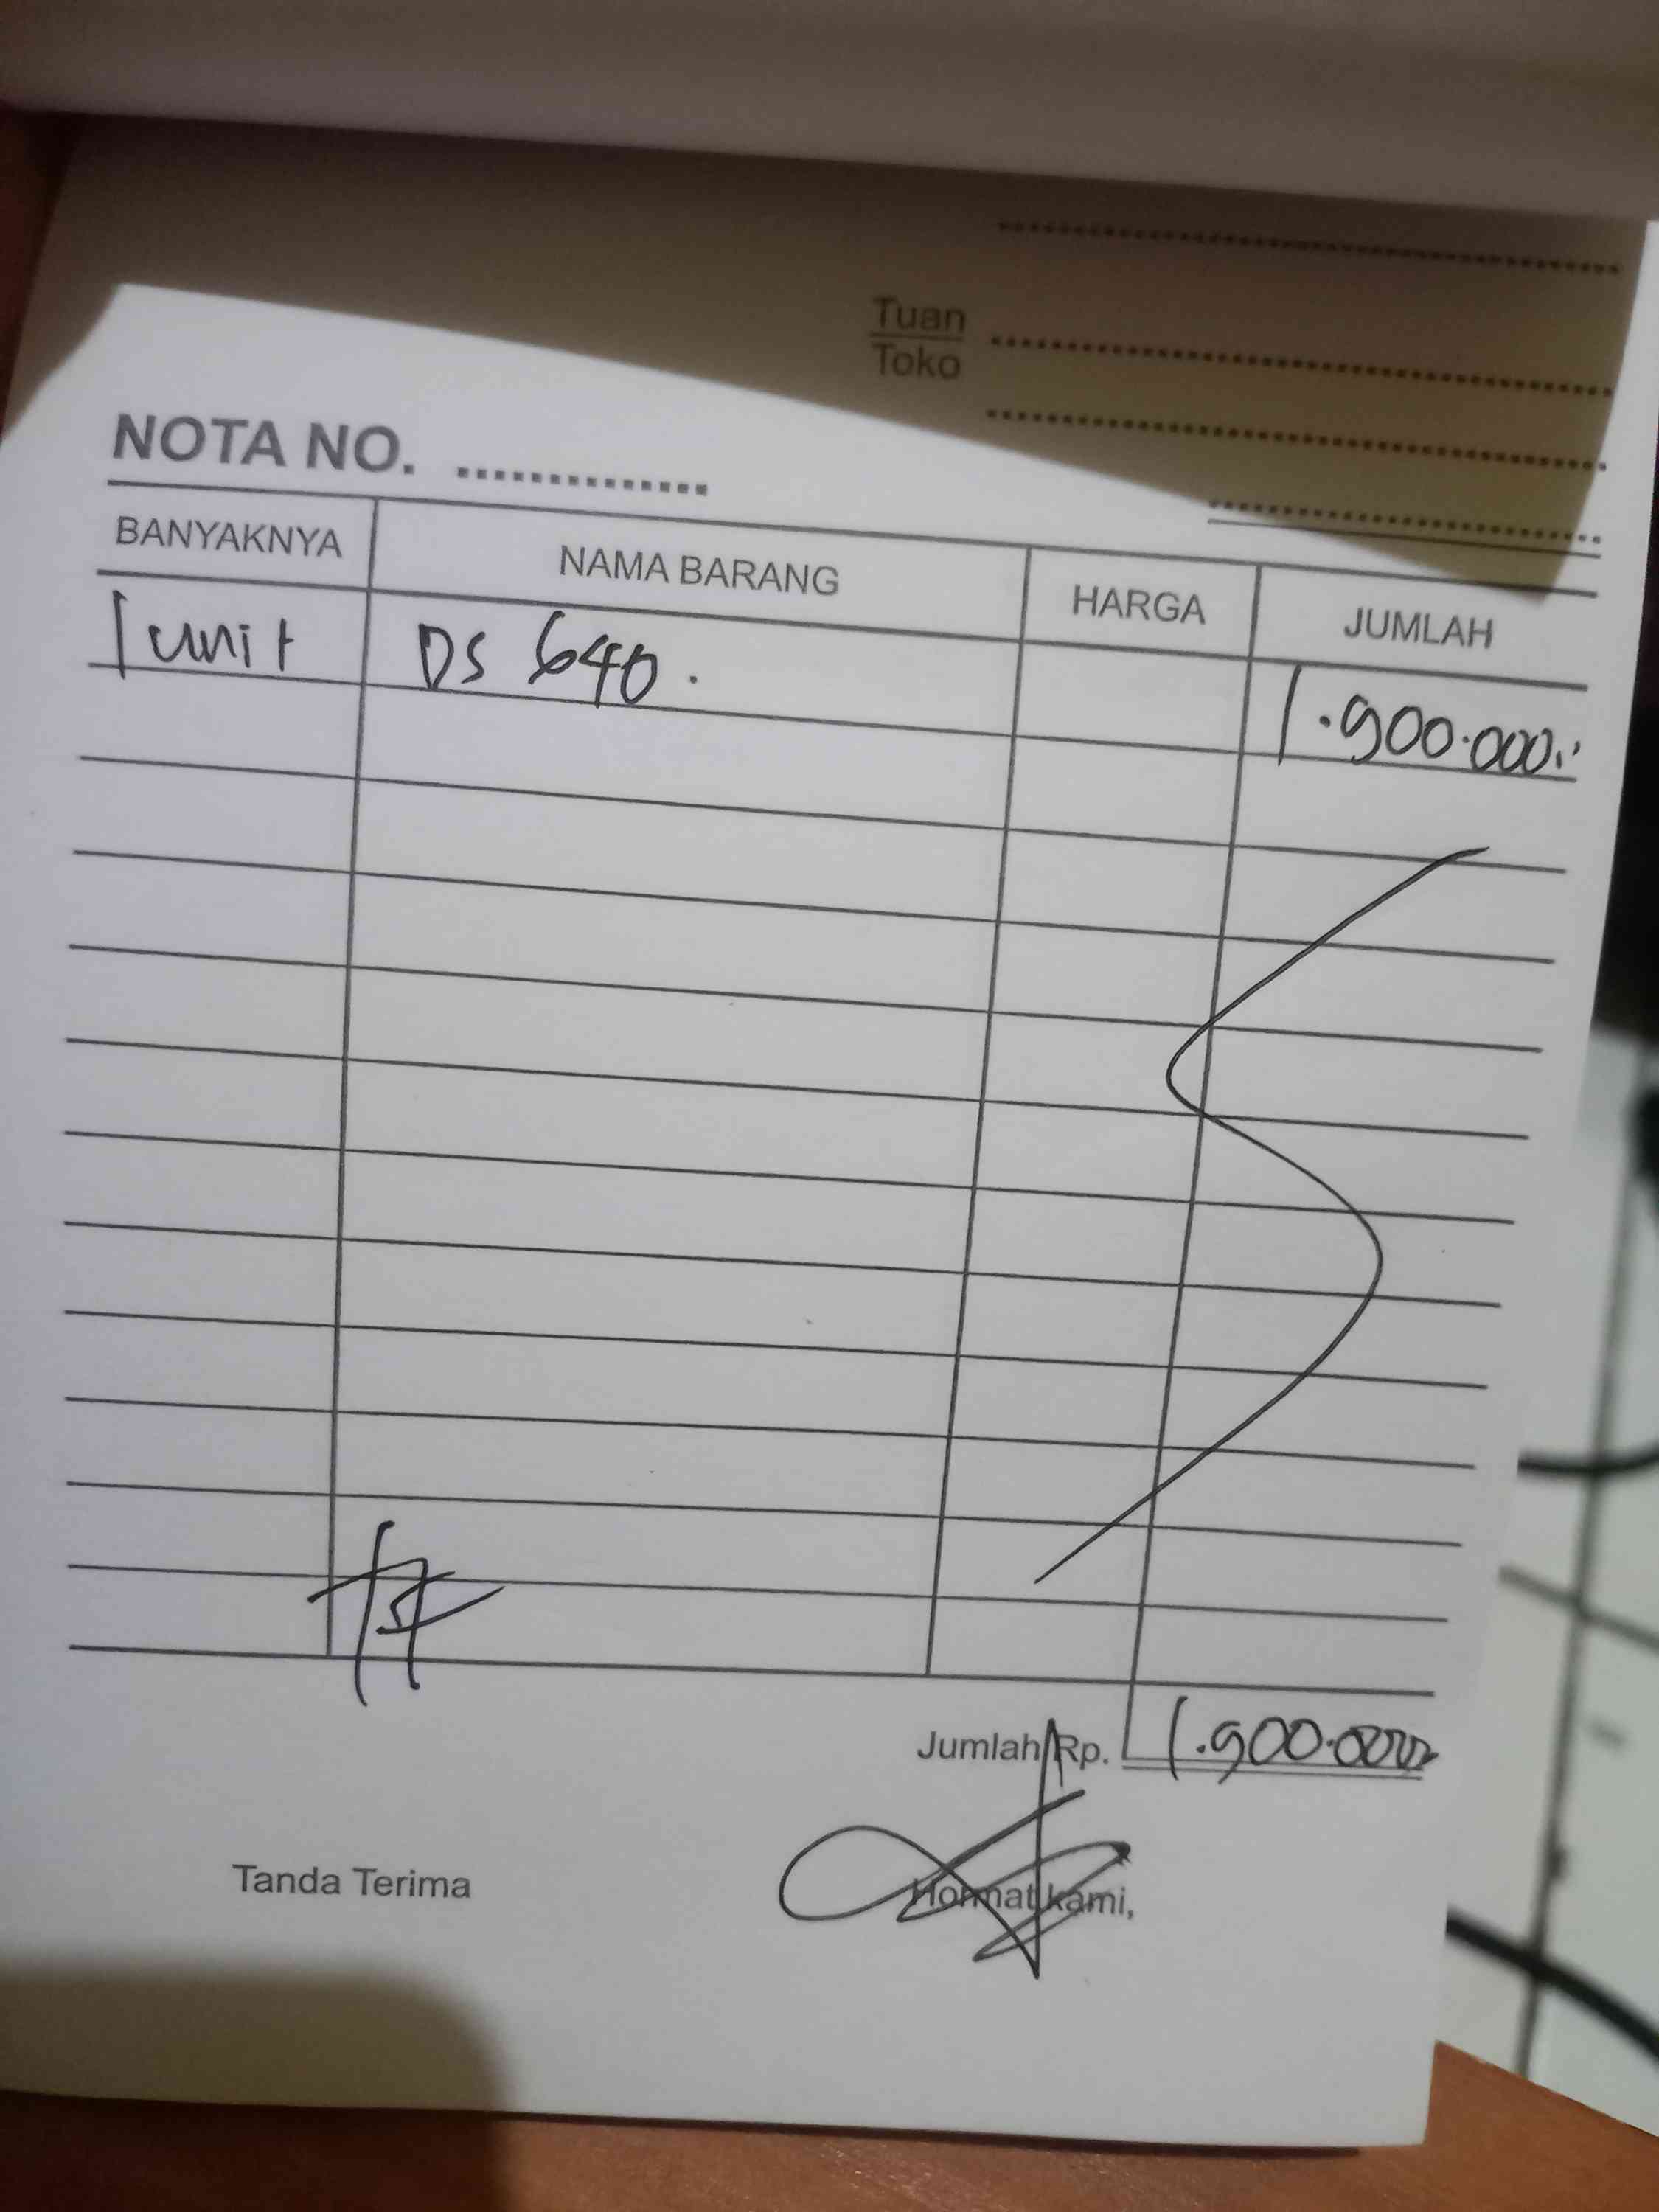 Tuan
Toko
NOTA NO. ..............
BANYAKNYA NAMA BARANG HARGA JUMLAH
1 unit DS 640. 1.900.000.
Jumlah Rp. 1.900.000
Tanda Terima Hormat kami,